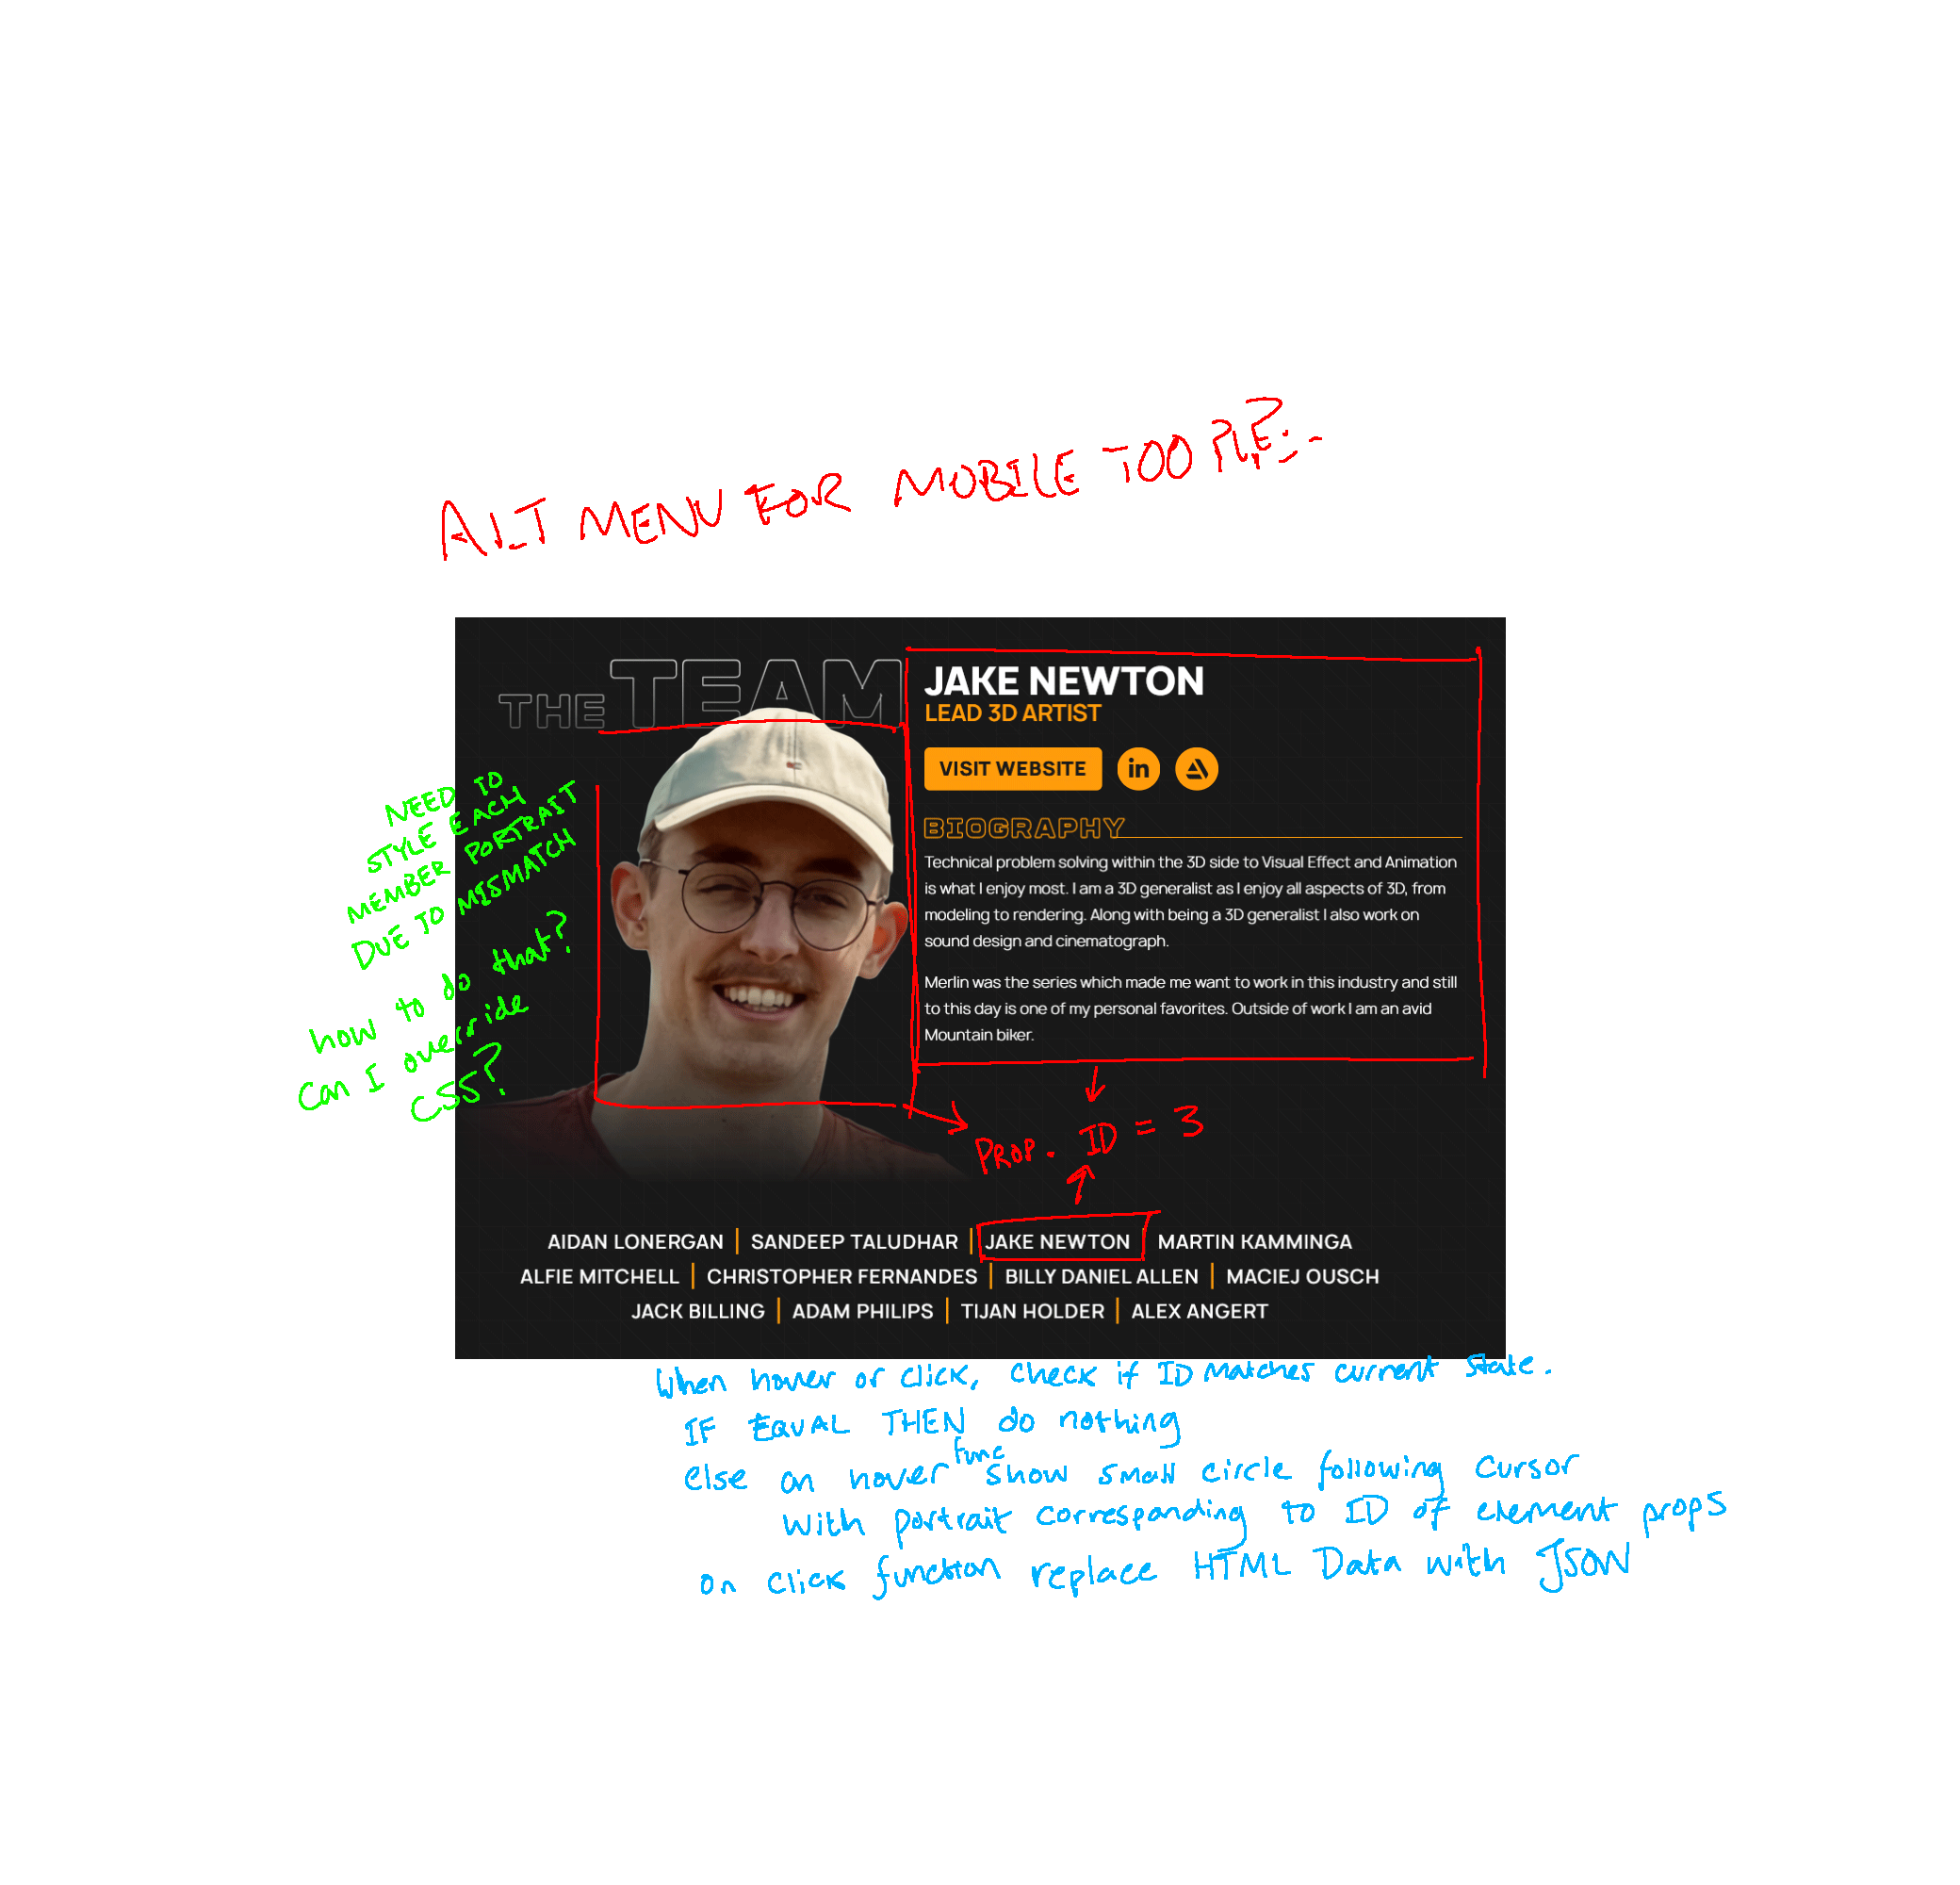 ALT MENU FOR MOBILE TOO
THE TEAM
JAKE NEWTON
LEAD 3D ARTIST
VISIT WEBSITE in
BIOGRAPHY
Technical problem solving within the 3D side to Visual Effect and Animation
is what I enjoy most. I am a 3D generalist as I enjoy all aspects of 3D, from
modeling to rendering. Along with being a 3D generalist I also work on
sound design and cinematograph.
Merlin was the series which made me want to work in this industry and still
to this day is one of my personal favorites. Outside of work I am an avid
Mountain biker.
NEED TO
STYLE EACH
MEMBER PORTRAIT
DUE TO MISMATCH
how to do that?
Can I override
CSS?
PROP. ID = 3
AIDAN LONERGAN | SANDEEP TALUDHAR | JAKE NEWTON MARTIN KAMMINGA
ALFIE MITCHELL | CHRISTOPHER FERNANDES | BILLY DANIEL ALLEN | MACIEJ OUSCH
JACK BILLING | ADAM PHILIPS | TIJAN HOLDER | ALEX ANGERT
When hover or click, check if ID matches current state.
IF EQUAL THEN do nothing
else on hover func show small circle following cursor
with portrait corresponding to ID of element props
on click function replace HTML Data with JSON